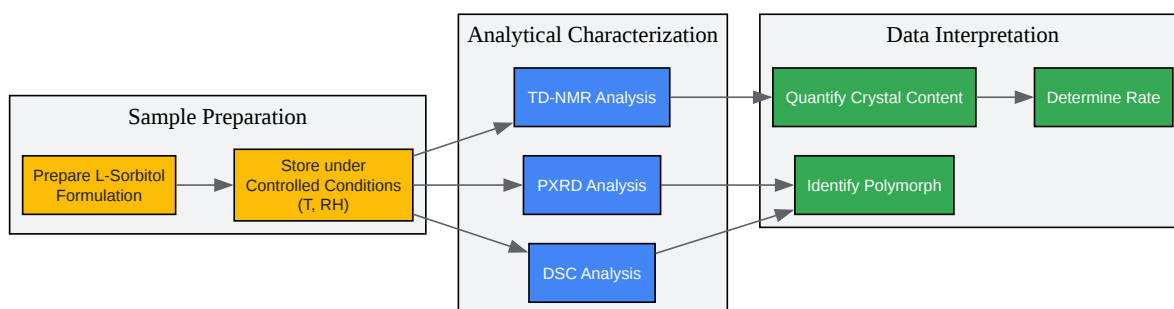 Sample Preparation
Prepare L-Sorbitol
Formulation
Store under
Controlled Conditions
(T, RH)
Analytical Characterization
TD-NMR Analysis
PXRD Analysis
DSC Analysis
Data Interpretation
Quantify Crystal Content
Determine Rate
Identify Polymorph